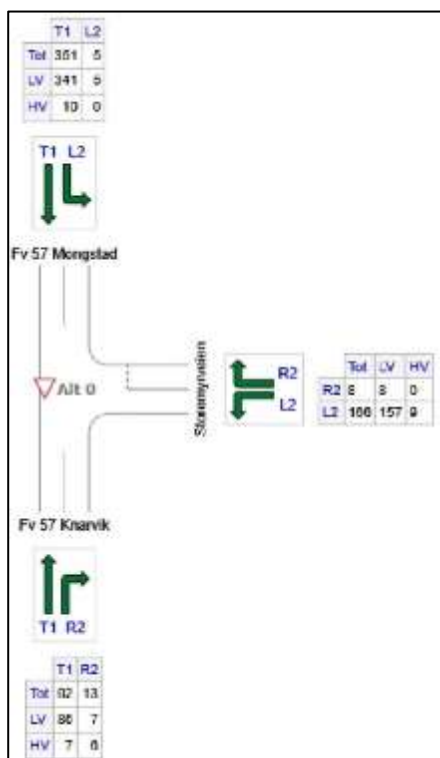 T1 L2
Tot 351 5
LV 341 5
HV 10 0
T1 L2
Fv 57 Mongstad
Alt 0
Storemyrveien
R2
L2
Tot LV HV
R2 8 8 0
L2 166 157 9
Fv 57 Knarvik
T1 R2
T1 R2
Tot 92 13
LV 86 7
HV 7 6